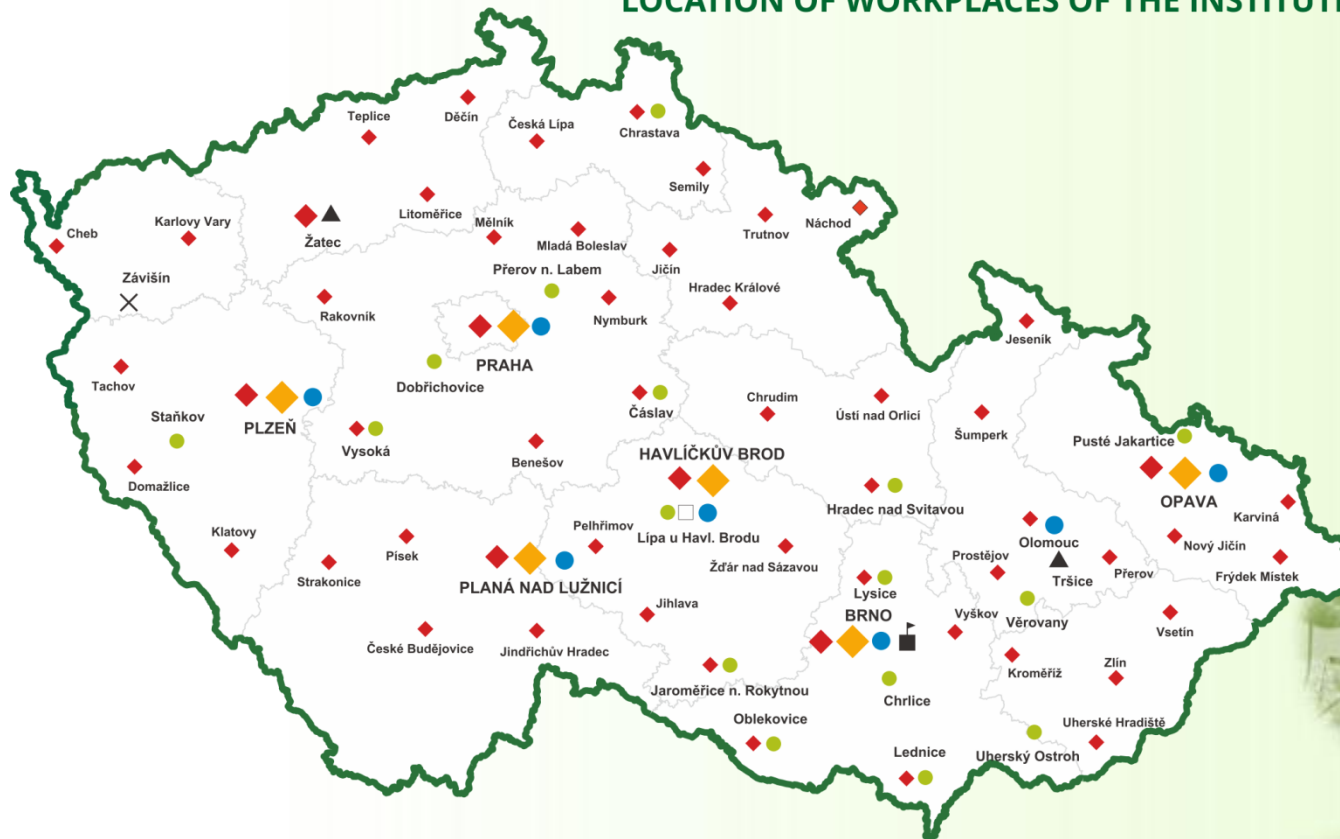 LOCATION OF WORKPLACES OF THE INSTITUTE
Děčín
Teplice
Česká Lípa
Chrastava
Semily
Litoměřice
Žatec
Karlovy Vary
Cheb
Mělník
Mladá Boleslav
Trutnov
Náchod
Jičín
Závišín
Přerov n. Labem
Hradec Králové
Rakovník
Nymburk
Jeseník
PRAHA
Dobřichovice
Tachov
Staňkov
PLZEŇ
Čáslav
Chrudim
Ústí nad Orlicí
Šumperk
Pusté Jakartice
Vysoká
Benešov
HAVLÍČKŮV BROD
Domažlice
OPAVA
Hradec nad Svitavou
Karviná
Klatovy
Písek
Pelhřimov
Lípa u Havl. Brodu
Olomouc
Nový Jičín
Strakonice
Žďár nad Sázavou
Prostějov
Tršice
Přerov
Frýdek Místek
PLANÁ NAD LUŽNICÍ
Lysice
Jihlava
BRNO
Vyškov
Věrovany
Vsetín
České Budějovice
Jindřichův Hradec
Kroměříž
Zlín
Jaroměřice n. Rokytnou
Chrlice
Oblekovice
Uherské Hradiště
Lednice
Uherský Ostroh